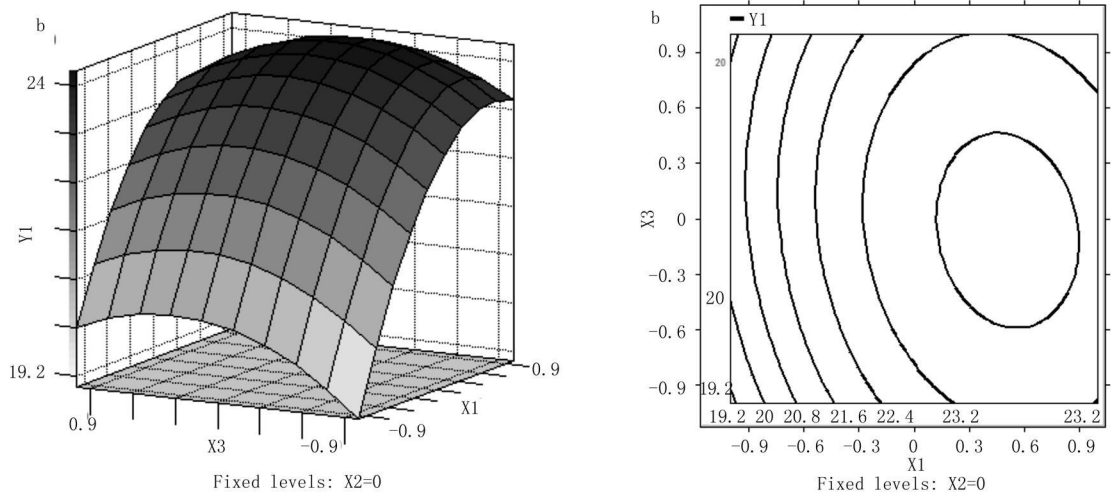 b
24
Y1
19.2
0.9
X3
-0.9
-0.9
X1
0.9
Fixed levels: X2=0
b
Y1
20
0.9
0.6
0.3
0
-0.3
-0.6
-0.9
X3
20
19.2
19.2 20 20.8 21.6 22.4 23.2 23.2
-0.9 -0.6 -0.3 0 0.3 0.6 0.9
X1
Fixed levels: X2=0